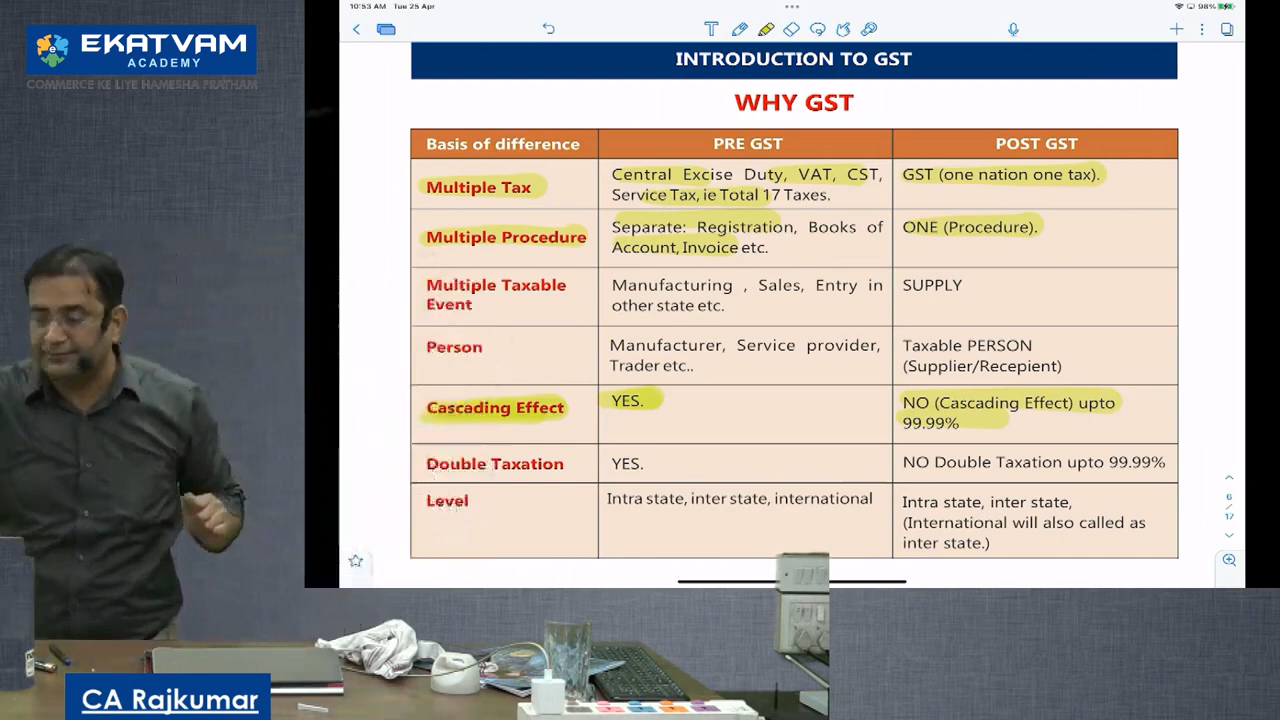 10:53 AM Tue 25 Apr
98%
EKATVAM
ACADEMY
COMMERCE KE LIYE HAMESHA PRATHAM
INTRODUCTION TO GST
WHY GST
Basis of difference
PRE GST
POST GST
Multiple Tax
Central Excise Duty, VAT, CST,
Service Tax, ie Total 17 Taxes.
GST (one nation one tax).
Multiple Procedure
Separate: Registration, Books of
Account, Invoice etc.
ONE (Procedure).
Multiple Taxable
Event
Manufacturing , Sales, Entry in
other state etc.
SUPPLY
Person
Manufacturer, Service provider,
Trader etc..
Taxable PERSON
(Supplier/Recepient)
Cascading Effect
YES.
NO (Cascading Effect) upto
99.99%
Double Taxation
YES.
NO Double Taxation upto 99.99%
Level
Intra state, inter state, international
Intra state, inter state,
(International will also called as
inter state.)
6
/
17
CA Rajkumar